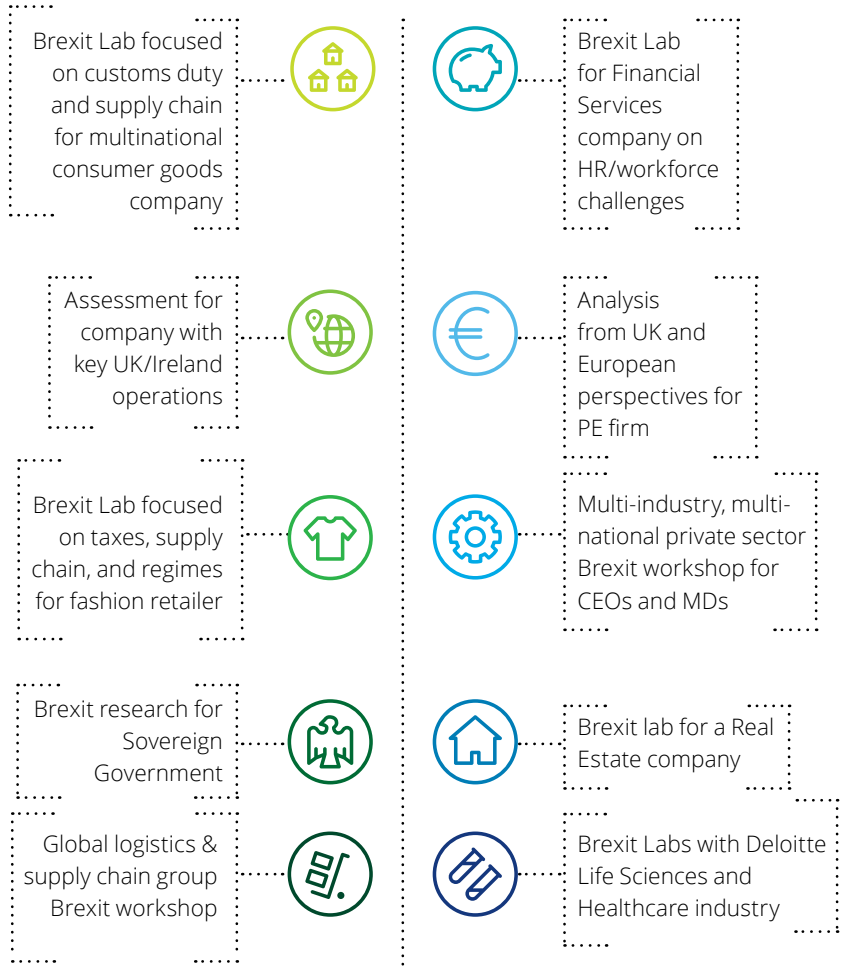 Brexit Lab focused
on customs duty
and supply chain
for multinational
consumer goods
company
Brexit Lab
for Financial
Services
company on
HR/workforce
challenges
Assessment for
company with
key UK/Ireland
operations
Analysis
from UK and
European
perspectives for
PE firm
Brexit Lab focused
on taxes, supply
chain, and regimes
for fashion retailer
Multi-industry, multi-
national private sector
Brexit workshop for
CEOs and MDs
Brexit research for
Sovereign
Government
Brexit lab for a Real
Estate company
Global logistics &
supply chain group
Brexit workshop
Brexit Labs with Deloitte
Life Sciences and
Healthcare industry